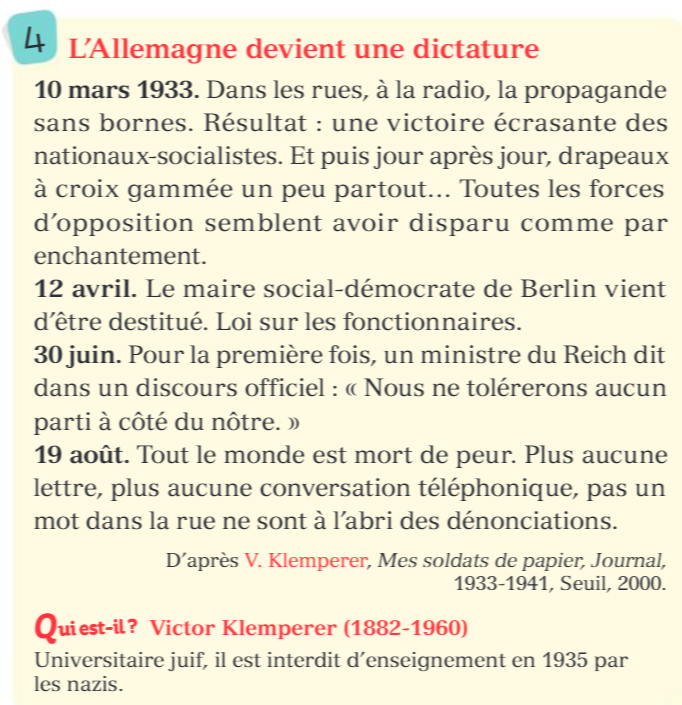 4
L'Allemagne devient une dictature
10 mars 1933. Dans les rues, à la radio, la propagande
sans bornes. Résultat : une victoire écrasante des
nationaux-socialistes. Et puis jour après jour, drapeaux
à croix gammée un peu partout… Toutes les forces
d'opposition semblent avoir disparu comme par
enchantement.
12 avril. Le maire social-démocrate de Berlin vient
d'être destitué. Loi sur les fonctionnaires.
30 juin. Pour la première fois, un ministre du Reich dit
dans un discours officiel : « Nous ne tolérerons aucun
parti à côté du nôtre. »
19 août. Tout le monde est mort de peur. Plus aucune
lettre, plus aucune conversation téléphonique, pas un
mot dans la rue ne sont à l'abri des dénonciations.
D'après V. Klemperer, Mes soldats de papier, Journal,
1933-1941, Seuil, 2000.
Qui est-il ? Victor Klemperer (1882-1960)
Universitaire juif, il est interdit d'enseignement en 1935 par
les nazis.